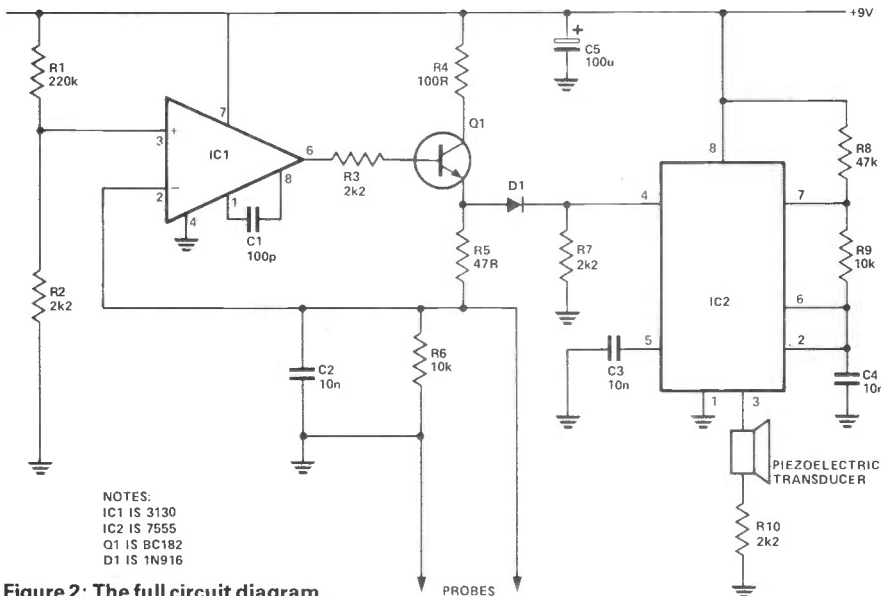 +9V
R1
220k
R4
100R
+
C5
100u
Q1
7
3
+
IC1
6
8
R3
2k2
2
−
1
4
C1
100p
D1
R5
47R
R7
2k2
8
4
7
R8
47k
R9
10k
IC2
6
2
5
C3
10n
C4
10n
1
3
R2
2k2
C2
10n
R6
10k
PIEZOELECTRIC
TRANSDUCER
R10
2k2
NOTES:
IC1 IS 3130
IC2 IS 7555
Q1 IS BC182
D1 IS 1N916
PROBES
Figure 2: The full circuit diagram